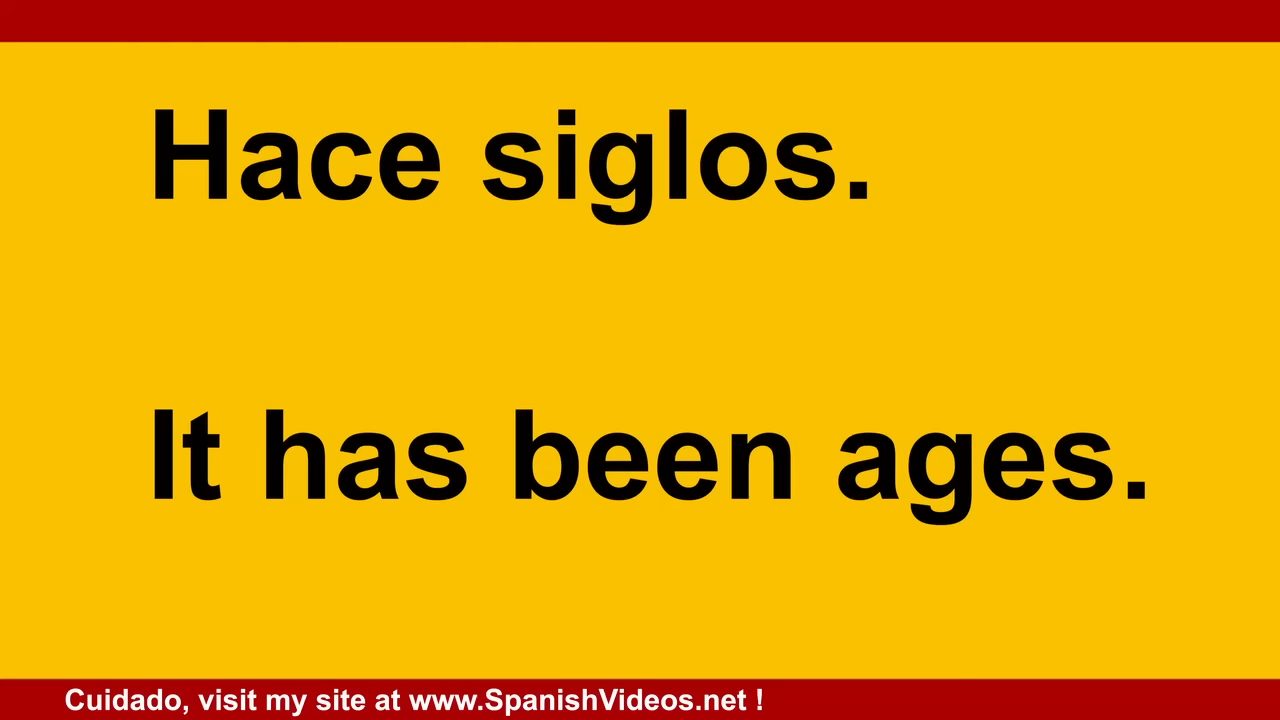 Hace siglos.
It has been ages.
Cuidado, visit my site at www.SpanishVideos.net !